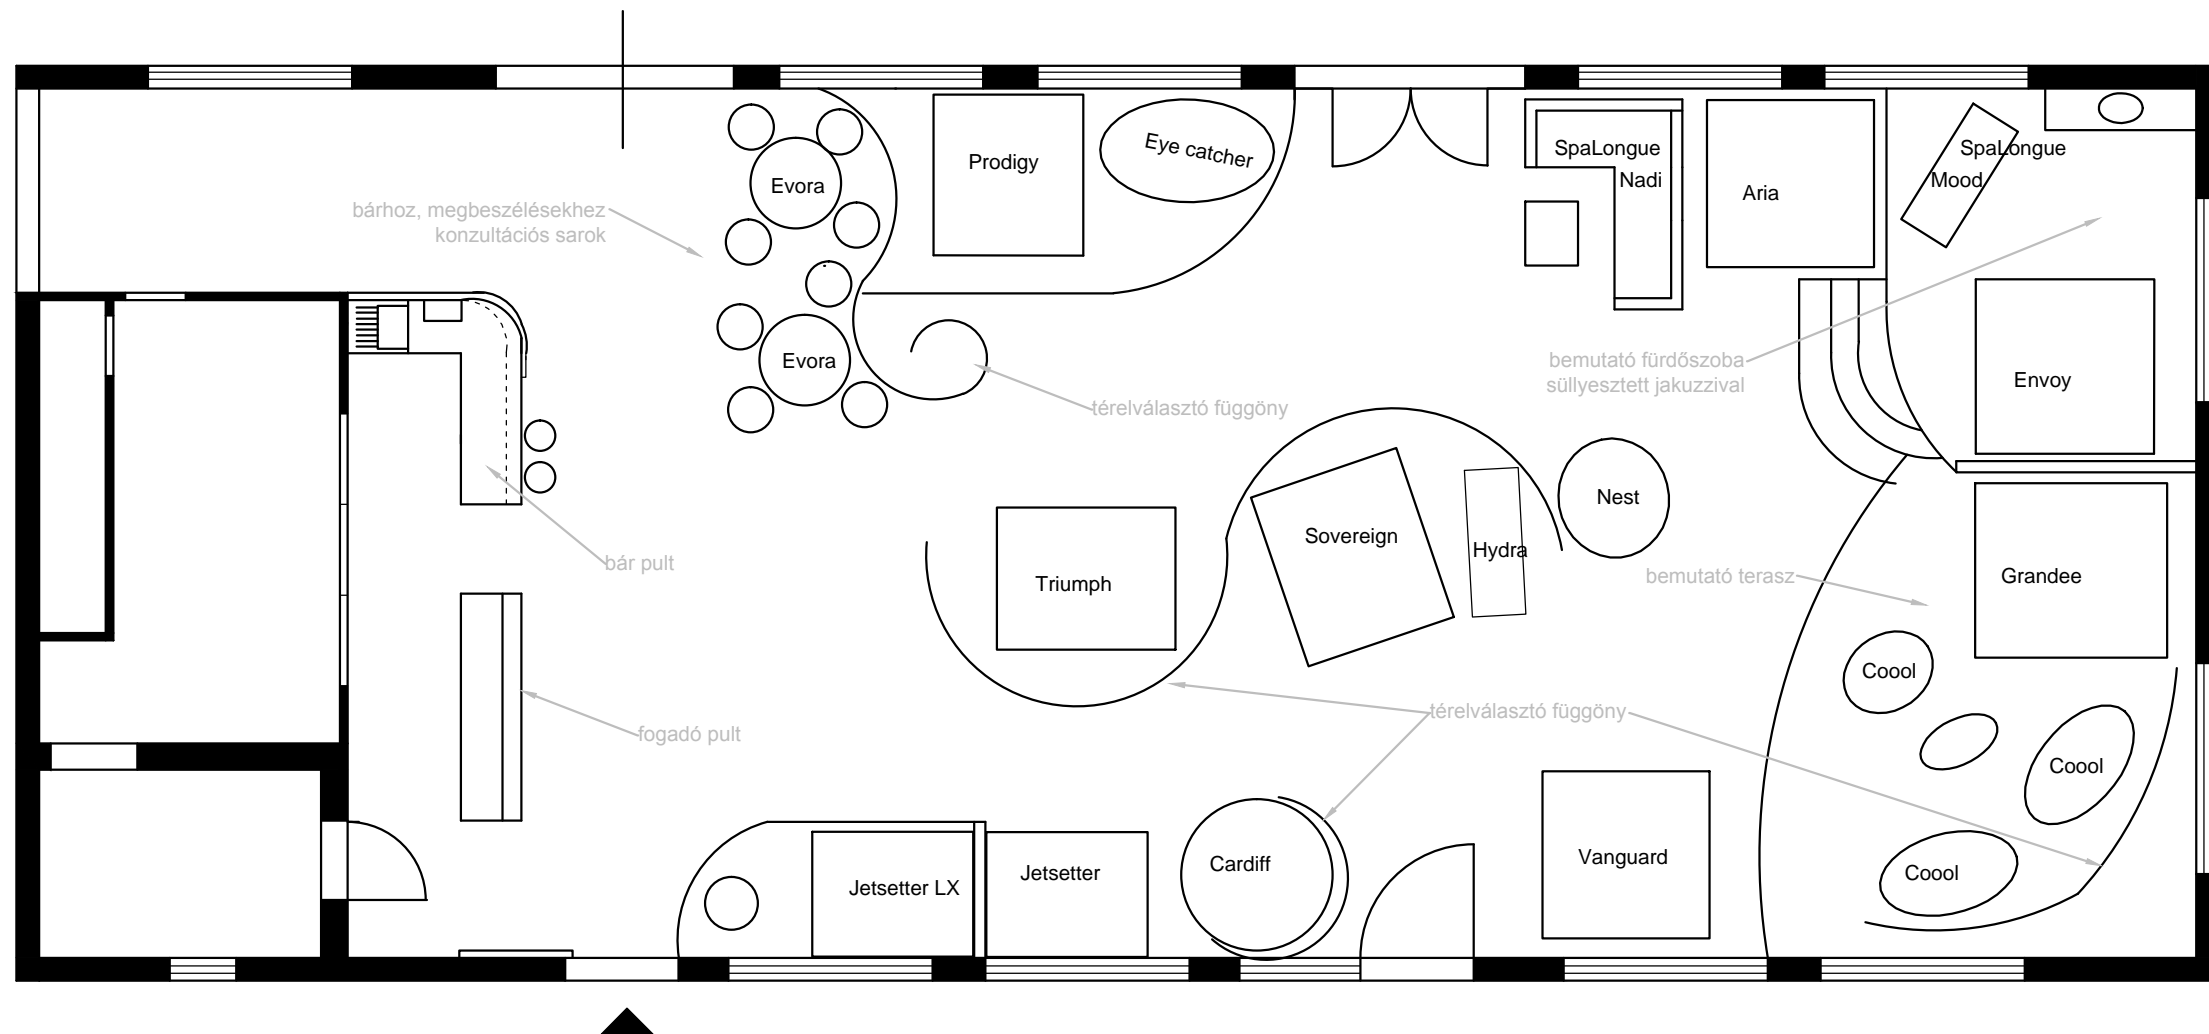 Prodigy
Eye catcher
SpaLongue
Nadi
Aria
SpaLongue
Mood
Evora
bárhoz, megbeszélésekhez
konzultációs sarok
Evora
bemutató fürdőszoba
süllyesztett jakuzzival
Envoy
térelválasztó függöny
Nest
Sovereign
Hydra
bár pult
Triumph
bemutató terasz
Grandee
Coool
térelválasztó függöny
fogadó pult
Coool
Vanguard
Cardiff
Jetsetter
Jetsetter LX
Coool